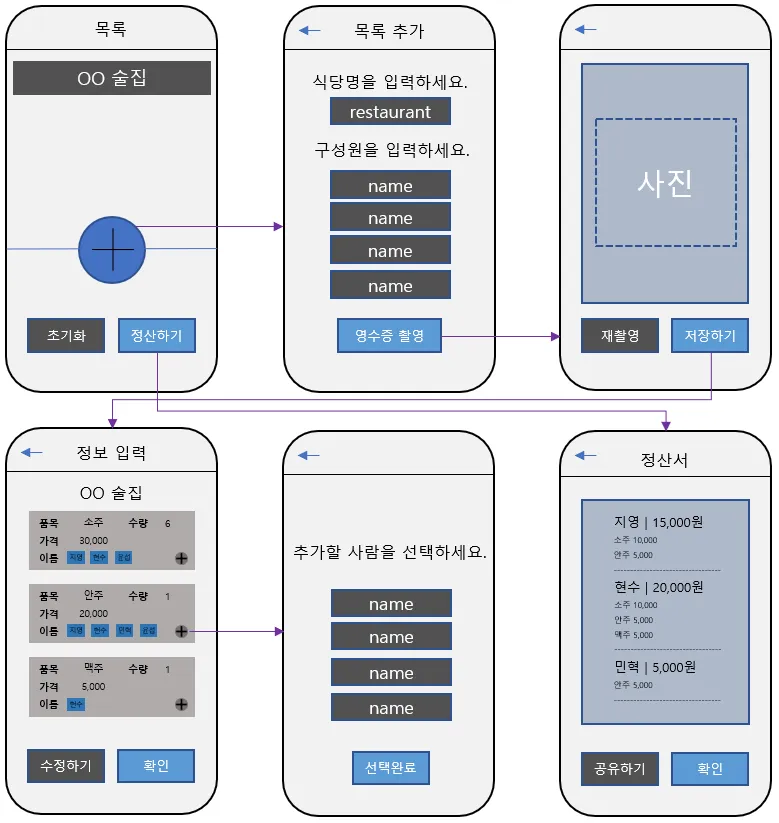 목록
OO 술집
초기화
정산하기
목록 추가
식당명을 입력하세요.
restaurant
구성원을 입력하세요.
name
name
name
name
영수증 촬영
사진
재촬영
저장하기
정보 입력
OO 술집
품목 소주 수량 6
가격 30,000
이름 지영 현수 윤섭
품목 안주 수량 1
가격 20,000
이름 지영 현수 민혁 윤섭
품목 맥주 수량 1
가격 5,000
이름 현수
수정하기
확인
추가할 사람을 선택하세요.
name
name
name
name
선택완료
정산서
지영 | 15,000원
소주 10,000
안주 5,000
현수 | 20,000원
소주 10,000
안주 5,000
맥주 5,000
민혁 | 5,000원
안주 5,000
공유하기
확인